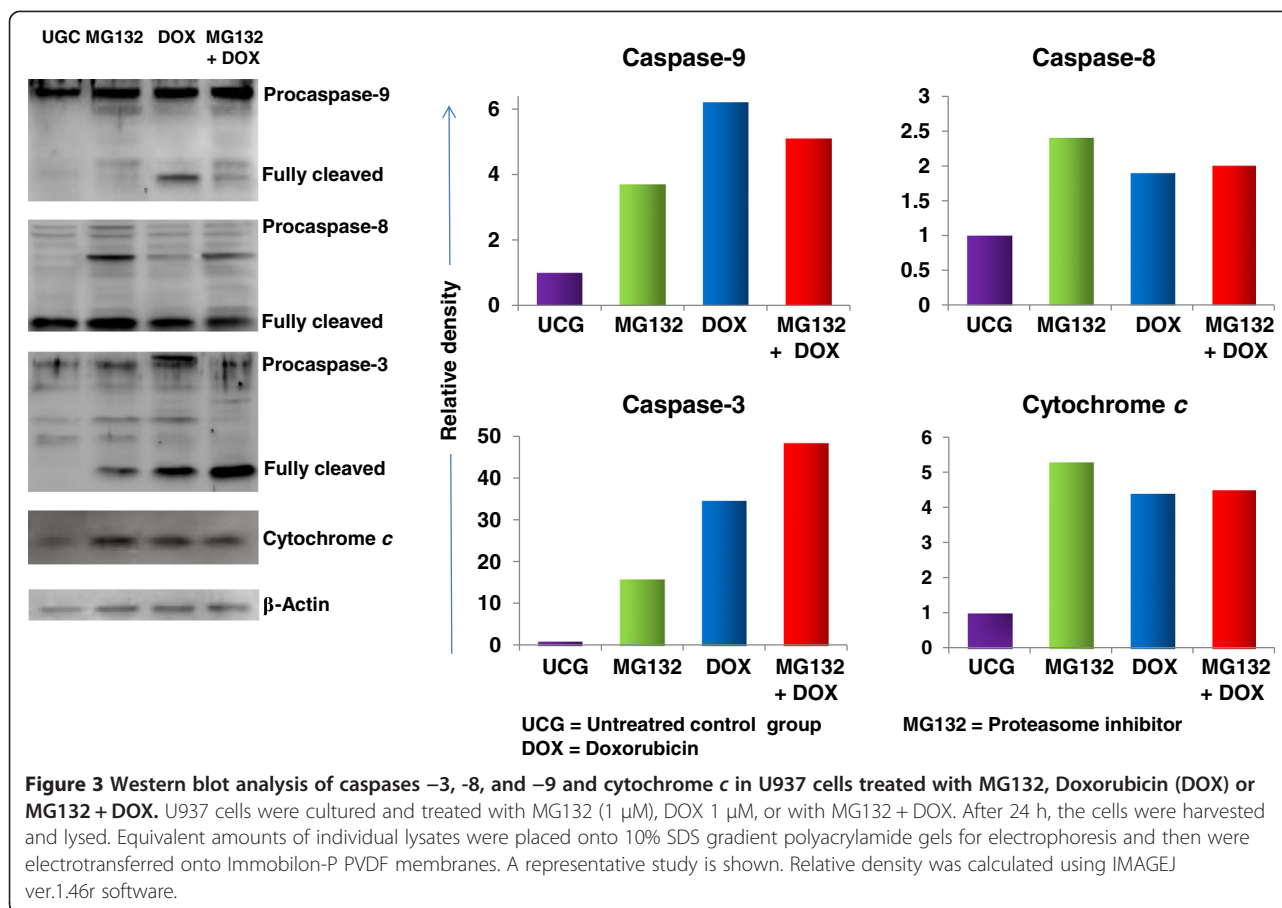 UGC MG132 DOX MG132
+ DOX
Procaspase-9
Fully cleaved
Procaspase-8
Fully cleaved
Procaspase-3
Fully cleaved
Cytochrome c
β-Actin
Relative density
Caspase-9
6
4
2
0
UCG MG132 DOX MG132
+ DOX
Caspase-8
3
2.5
2
1.5
1
0.5
0
UCG MG132 DOX MG132
+ DOX
Caspase-3
50
40
30
20
10
0
UCG MG132 DOX MG132
+ DOX
Cytochrome c
6
5
4
3
2
1
0
UCG MG132 DOX MG132
+ DOX
UCG = Untreatred control group
DOX = Doxorubicin
MG132 = Proteasome inhibitor
Figure 3 Western blot analysis of caspases −3, -8, and −9 and cytochrome c in U937 cells treated with MG132, Doxorubicin (DOX) or
MG132 + DOX. U937 cells were cultured and treated with MG132 (1 μM), DOX 1 μM, or with MG132 + DOX. After 24 h, the cells were harvested
and lysed. Equivalent amounts of individual lysates were placed onto 10% SDS gradient polyacrylamide gels for electrophoresis and then were
electrotransferred onto Immobilon-P PVDF membranes. A representative study is shown. Relative density was calculated using IMAGEJ
ver.1.46r software.